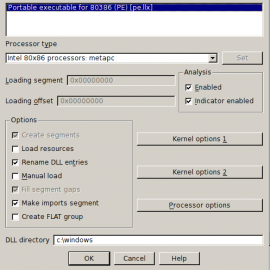 Portable executable for 80386 (PE) [pe.llx]
Processor type
Intel 80x86 processors: metapc
Set
Analysis
Loading segment 0x00000000
Enabled
Loading offset 0x00000000
Indicator enabled
Options
Create segments
Load resources
Rename DLL entries
Manual load
Fill segment gaps
Make imports segment
Create FLAT group
Kernel options 1
Kernel options 2
Processor options
DLL directory c:\windows
OK
Cancel
Help